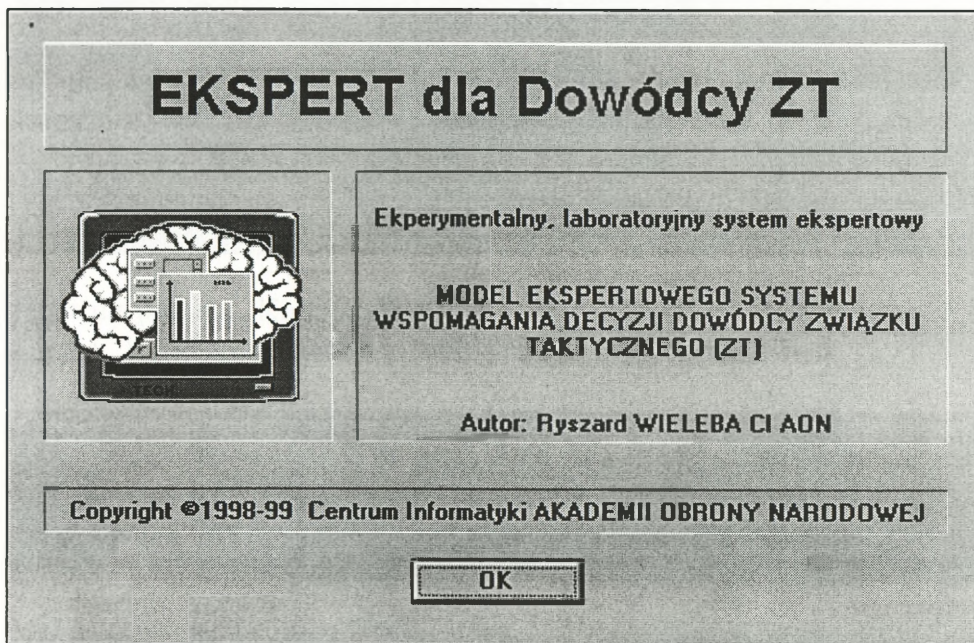 EKSPERT dla Dowódcy ZT
Ekperymentalny, laboratoryjny system ekspertowy
MODEL EKSPERTOWEGO SYSTEMU
WSPOMAGANIA DECYZJI DOWÓDCY ZWIĄZKU
TAKTYCZNEGO (ZT)
TECH
Autor: Ryszard WIELEBA CI AON
Copyright ©1998-99 Centrum Informatyki AKADEMII OBRONY NARODOWEJ
OK